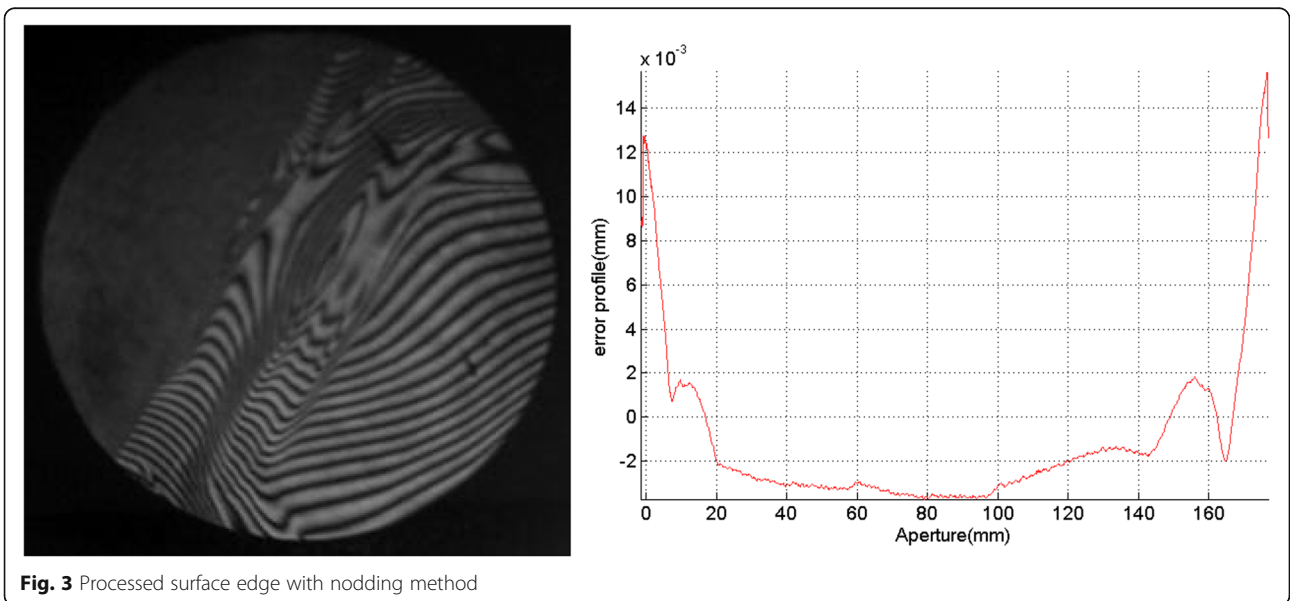 x 10-3
14
12
10
8
6
4
2
0
-2
error profile(mm)
0 20 40 60 80 100 120 140 160
Aperture(mm)
Fig. 3 Processed surface edge with nodding method